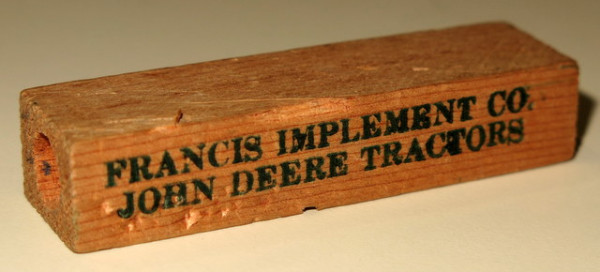 FRANCIS IMPLEMENT CO.
JOHN DEERE TRACTORS